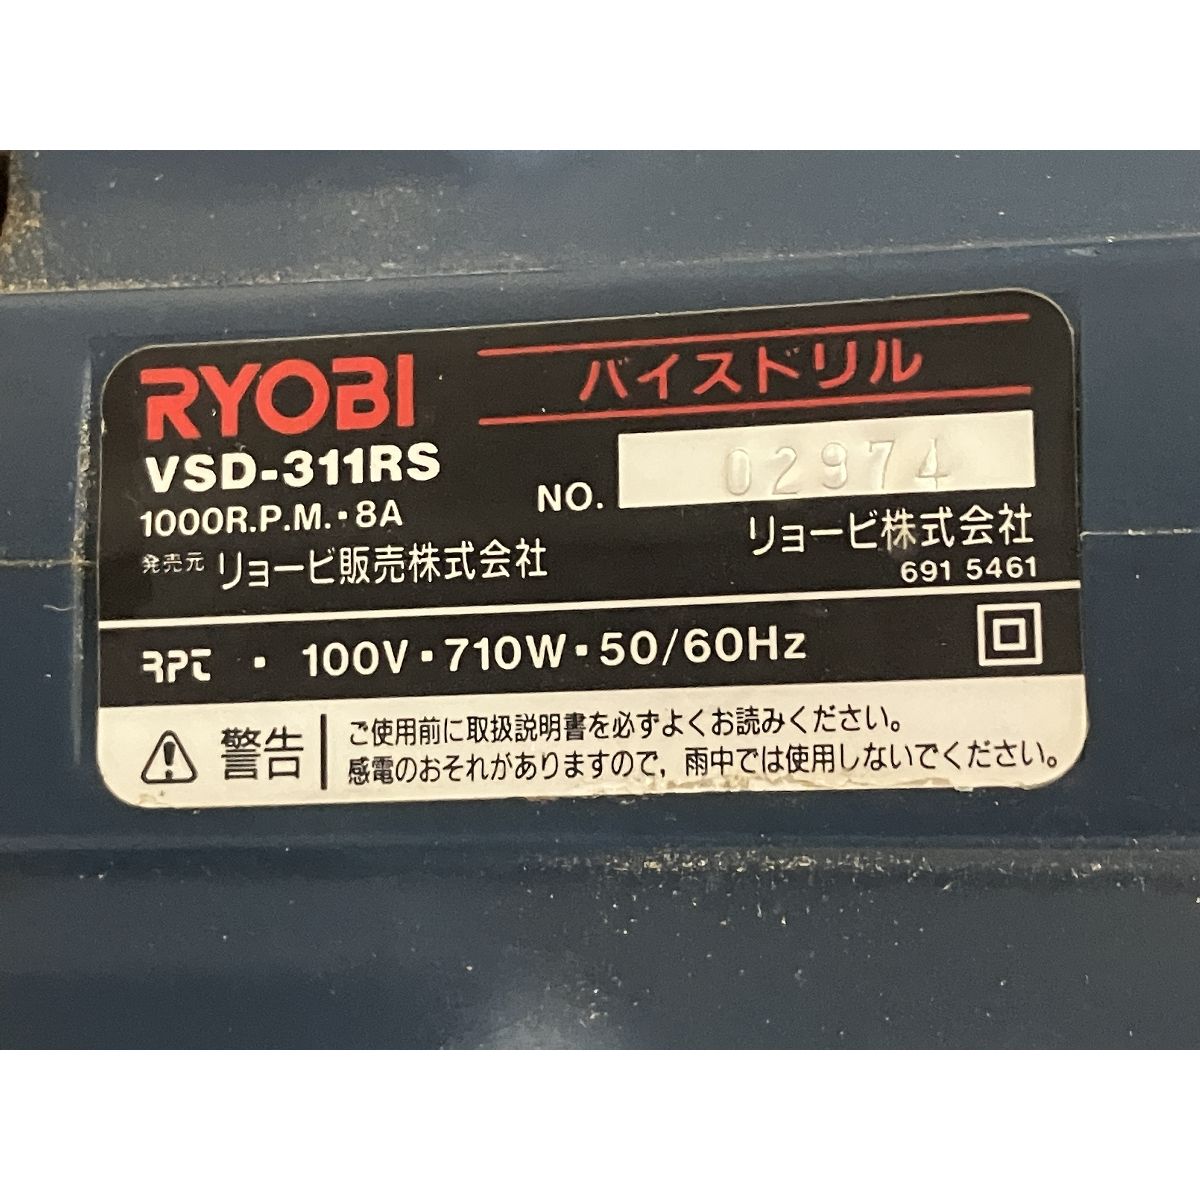 RYOBI
バイスドリル
VSD-311RS
NO. 02974
1000R.P.M.・8A
発売元 リョービ販売株式会社
リョービ株式会社
691 5461
100V・710W・50/60Hz
警告
ご使用前に取扱説明書を必ずよくお読みください。
感電のおそれがありますので，雨中では使用しないでください。